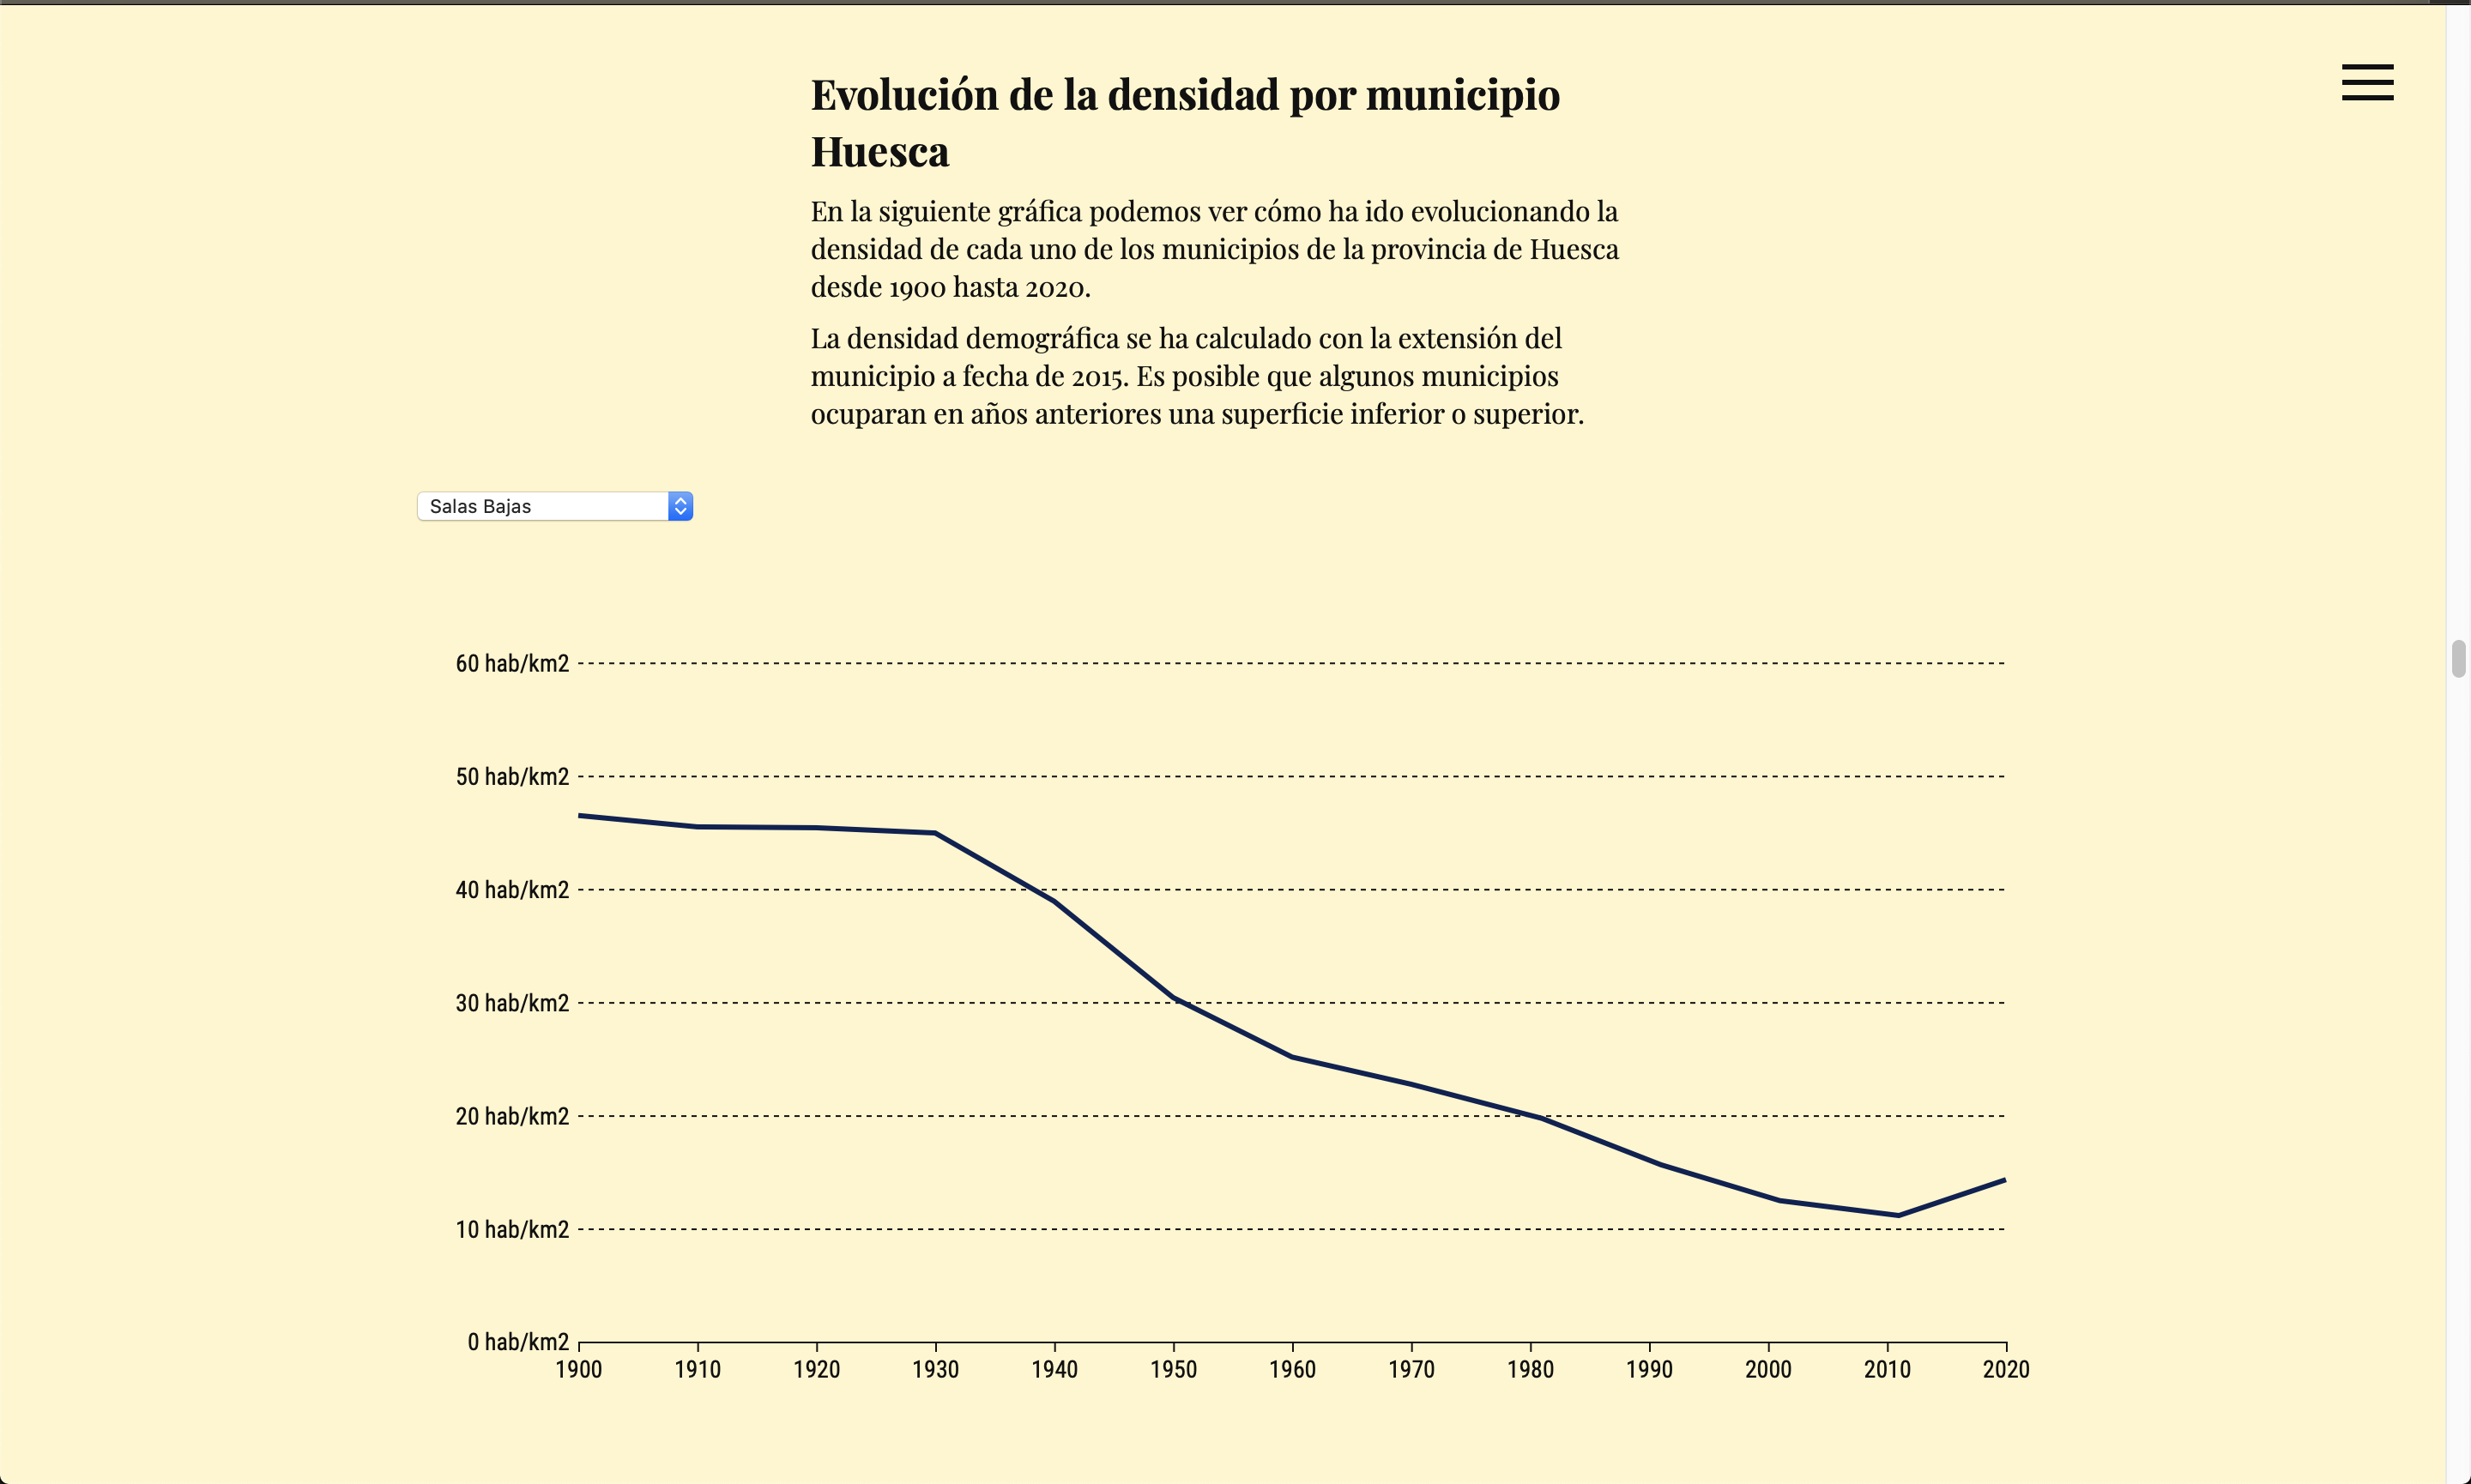 Evolución de la densidad por municipio
Huesca
En la siguiente gráfica podemos ver cómo ha ido evolucionando la
densidad de cada uno de los municipios de la provincia de Huesca
desde 1900 hasta 2020.
La densidad demográfica se ha calculado con la extensión del
municipio a fecha de 2015. Es posible que algunos municipios
ocuparan en años anteriores una superficie inferior o superior.
Salas Bajas
60 hab/km2
50 hab/km2
40 hab/km2
30 hab/km2
20 hab/km2
10 hab/km2
0 hab/km2
1900 1910 1920 1930 1940 1950 1960 1970 1980 1990 2000 2010 2020